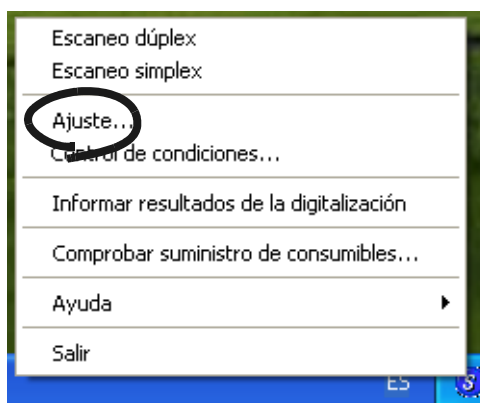 Escaneo dúplex
Escaneo simplex
Ajuste...
Control de condiciones...
Informar resultados de la digitalización
Comprobar suministro de consumibles...
Ayuda
Salir
ES
S